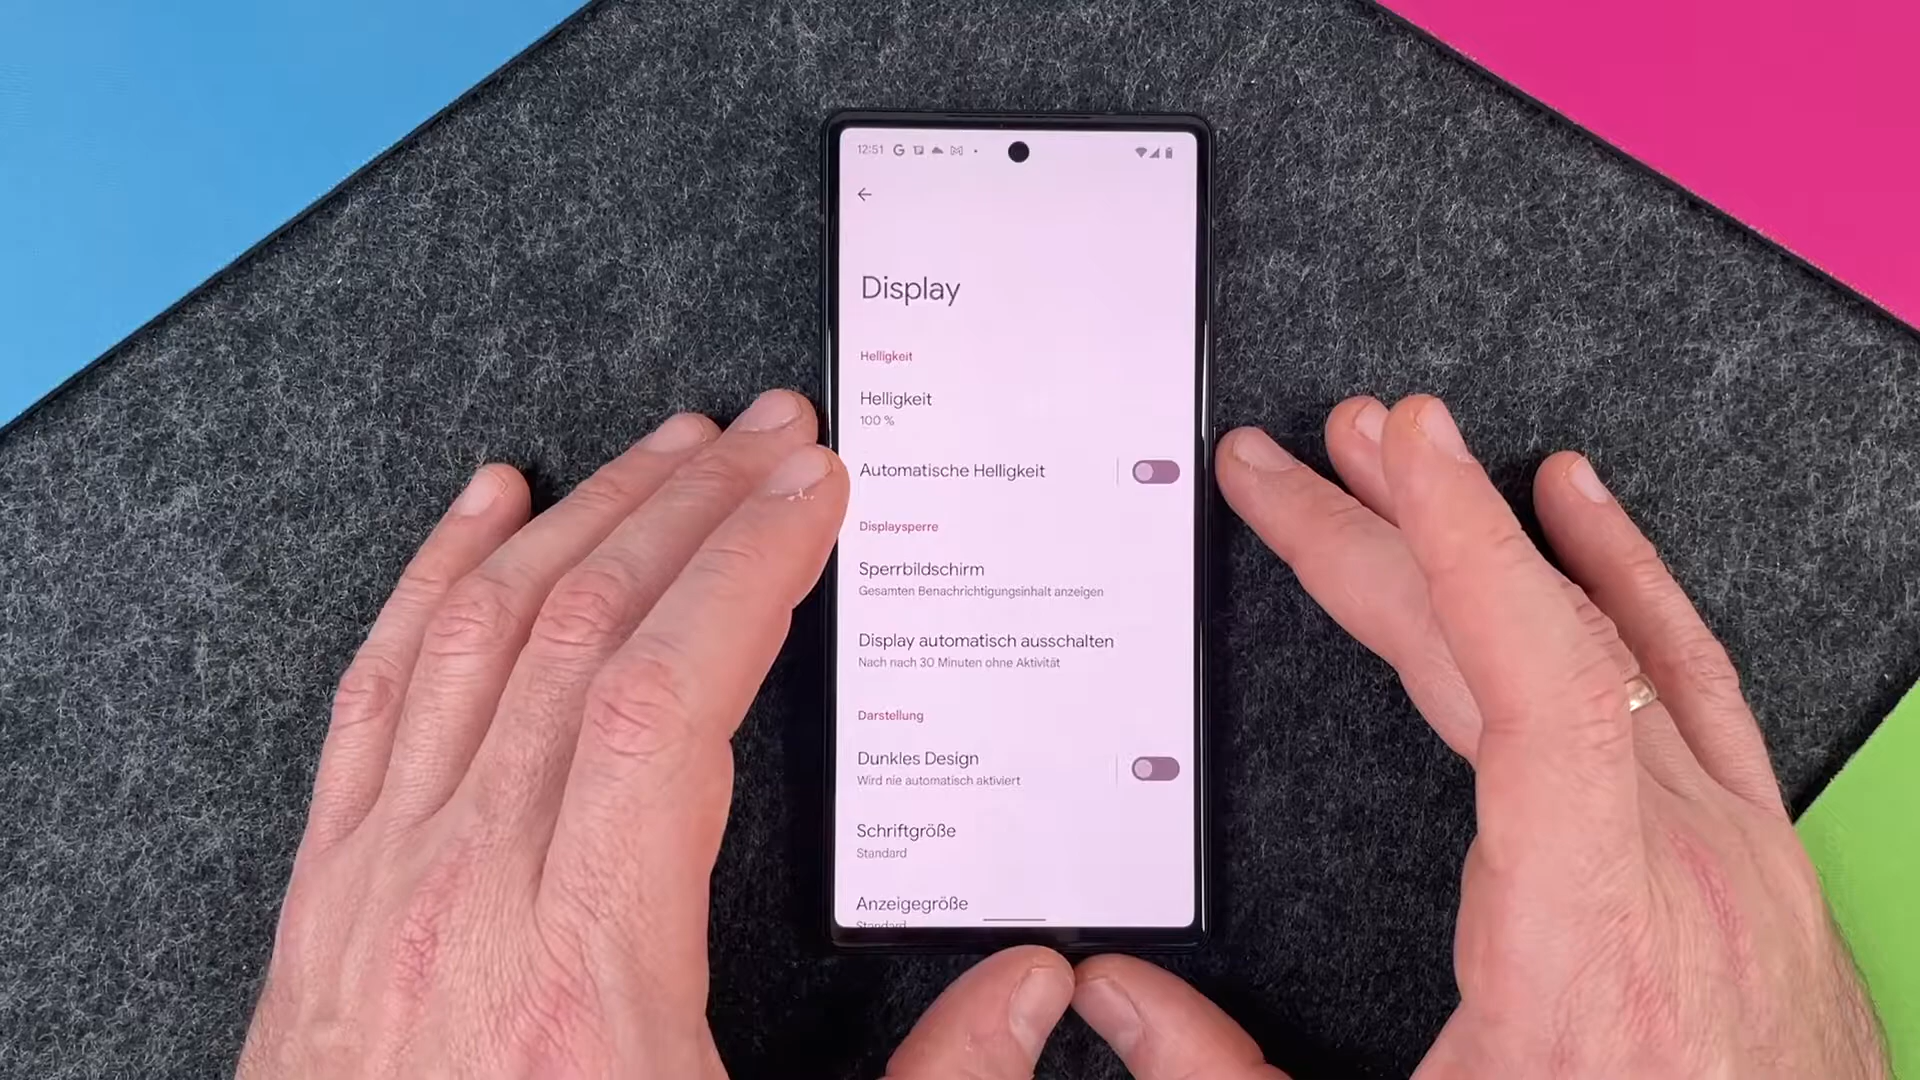 12:51
Display
Helligkeit
Helligkeit
100 %
Automatische Helligkeit
Displaysperre
Sperrbildschirm
Gesamten Benachrichtigungsinhalt anzeigen
Display automatisch ausschalten
Nach nach 30 Minuten ohne Aktivität
Darstellung
Dunkles Design
Wird nie automatisch aktiviert
Schriftgröße
Standard
Anzeigegröße
Standard